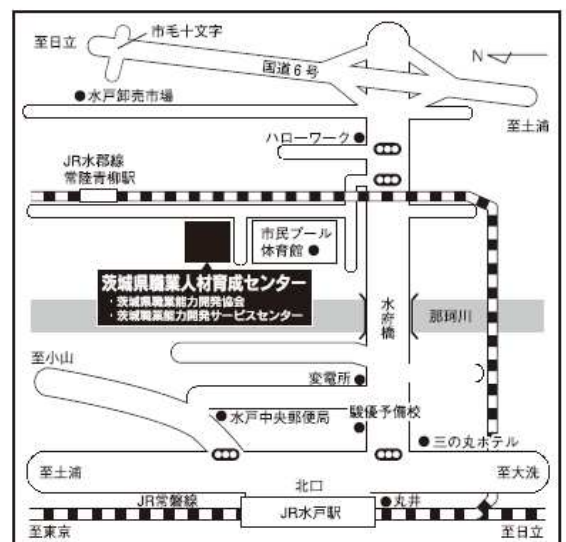 市毛十文字
至日立
国道6号
N
水戸卸売市場
至土浦
ハローワーク
JR水郡線
常陸青柳駅
市民プール
体育館
茨城県職業人材育成センター
・茨城県職業能力開発協会
・茨城職業能力開発サービスセンター
水府橋
那珂川
至小山
変電所
水戸中央郵便局
駿優予備校
三の丸ホテル
至土浦
北口
至大洗
JR常磐線
JR水戸駅
丸井
至東京
至日立